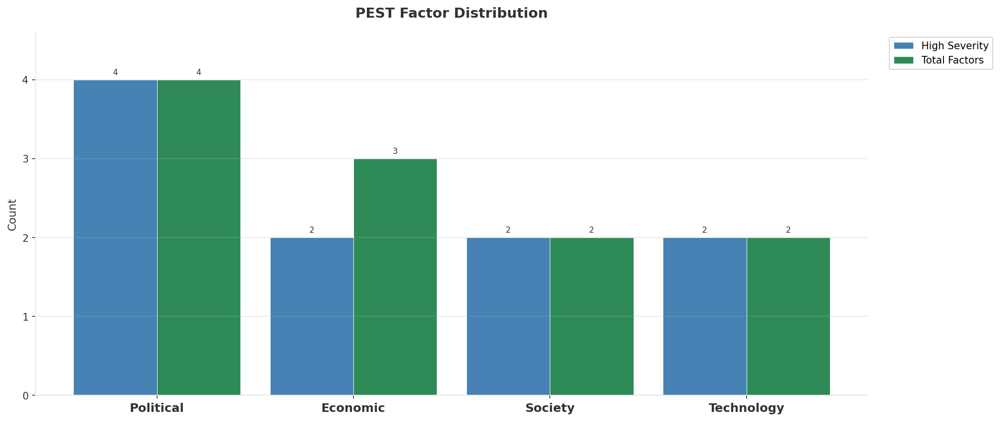 PEST Factor Distribution
High Severity
Total Factors
Count
4
3
2
1
0
4
4
2
3
2
2
2
2
Political
Economic
Society
Technology